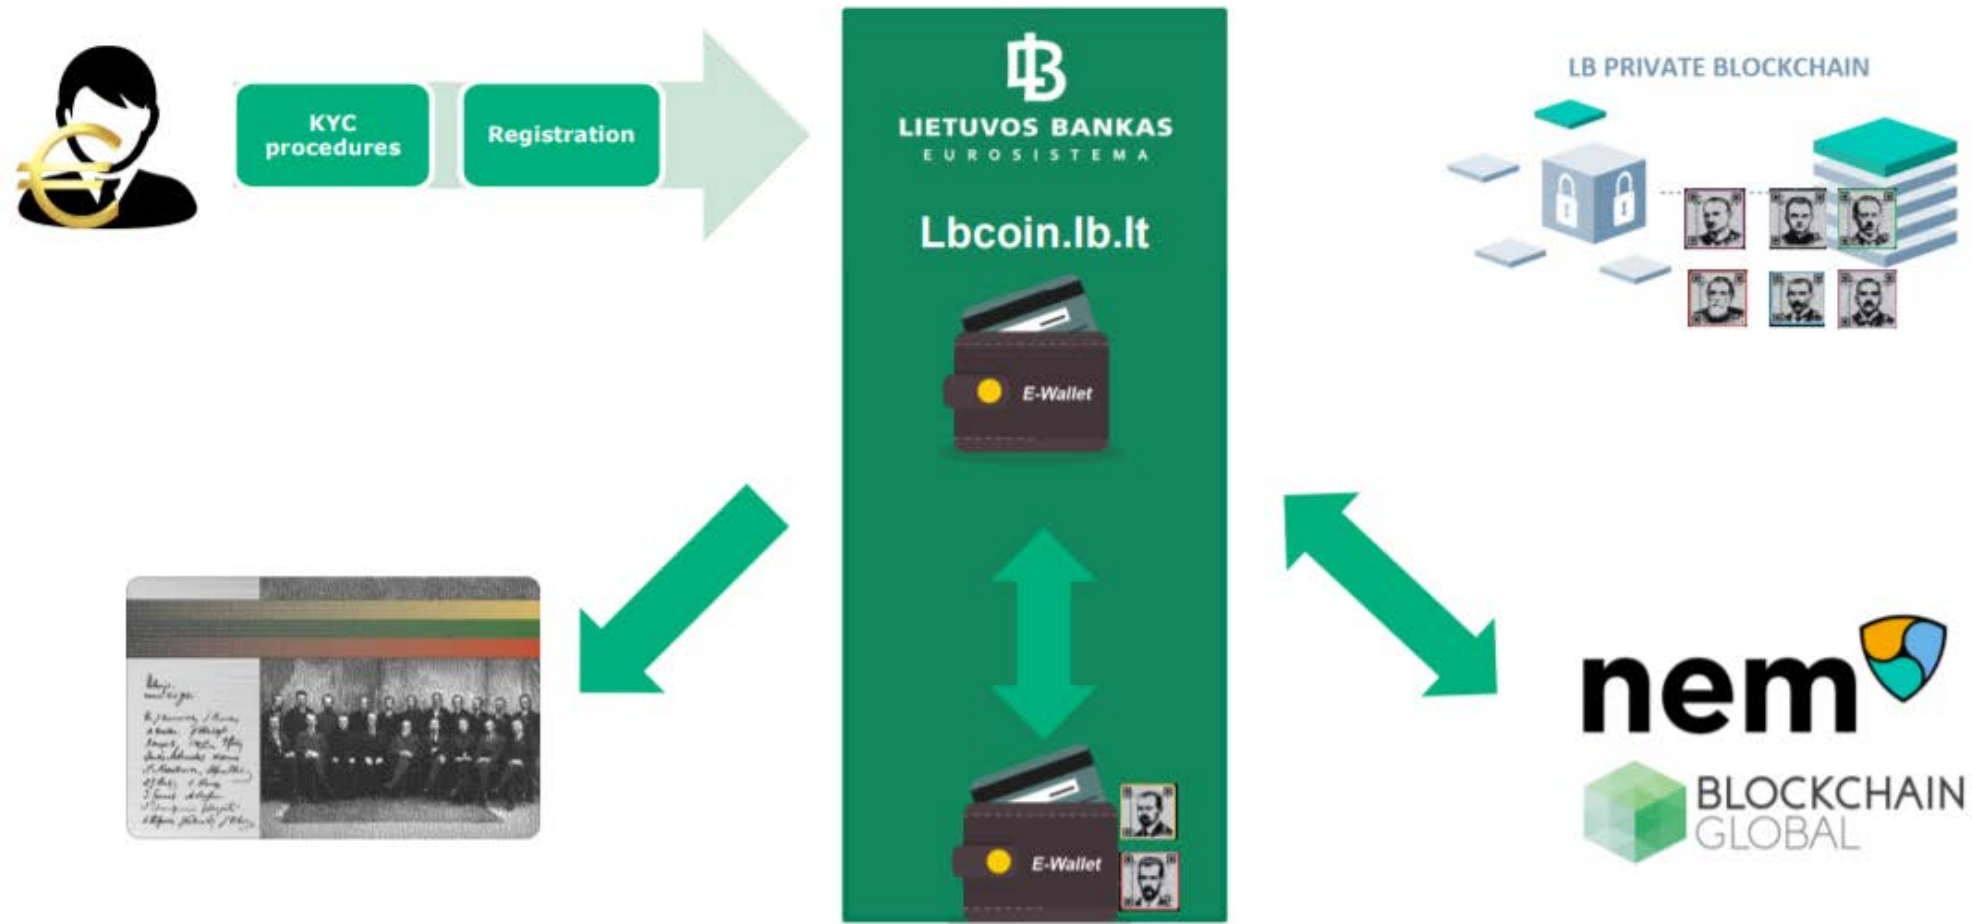 KYC
procedures
Registration
LIETUVOS BANKAS
EUROSISTEMA
Lbcoin.lb.lt
E-Wallet
E-Wallet
LB PRIVATE BLOCKCHAIN
nem
BLOCKCHAIN
GLOBAL